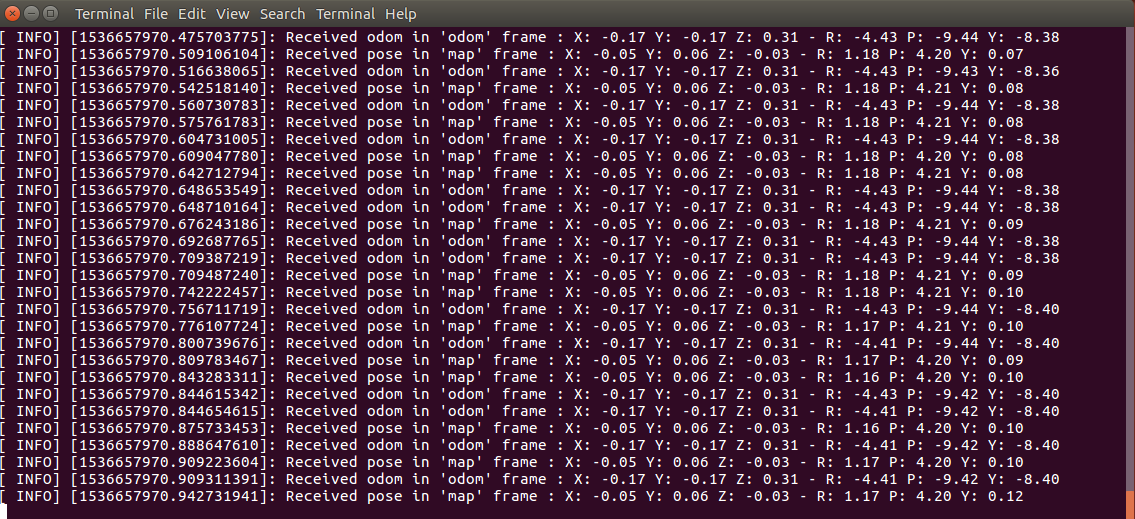 Terminal File Edit View Search Terminal Help
[ INFO] [1536657970.475703775]: Received odom in 'odom' frame : X: -0.17 Y: -0.17 Z: 0.31 - R: -4.43 P: -9.44 Y: -8.38
[ INFO] [1536657970.509106104]: Received pose in 'map' frame : X: -0.05 Y: 0.06 Z: -0.03 - R: 1.18 P: 4.20 Y: 0.07
[ INFO] [1536657970.516638065]: Received odom in 'odom' frame : X: -0.17 Y: -0.17 Z: 0.31 - R: -4.43 P: -9.43 Y: -8.36
[ INFO] [1536657970.542518140]: Received pose in 'map' frame : X: -0.05 Y: 0.06 Z: -0.03 - R: 1.18 P: 4.21 Y: 0.08
[ INFO] [1536657970.560730783]: Received odom in 'odom' frame : X: -0.17 Y: -0.17 Z: 0.31 - R: -4.43 P: -9.44 Y: -8.38
[ INFO] [1536657970.575761783]: Received pose in 'map' frame : X: -0.05 Y: 0.06 Z: -0.03 - R: 1.18 P: 4.21 Y: 0.08
[ INFO] [1536657970.604731005]: Received odom in 'odom' frame : X: -0.17 Y: -0.17 Z: 0.31 - R: -4.43 P: -9.44 Y: -8.38
[ INFO] [1536657970.609047780]: Received pose in 'map' frame : X: -0.05 Y: 0.06 Z: -0.03 - R: 1.18 P: 4.20 Y: 0.08
[ INFO] [1536657970.642712794]: Received pose in 'map' frame : X: -0.05 Y: 0.06 Z: -0.03 - R: 1.18 P: 4.21 Y: 0.08
[ INFO] [1536657970.648653549]: Received odom in 'odom' frame : X: -0.17 Y: -0.17 Z: 0.31 - R: -4.43 P: -9.44 Y: -8.38
[ INFO] [1536657970.648710164]: Received odom in 'odom' frame : X: -0.17 Y: -0.17 Z: 0.31 - R: -4.43 P: -9.44 Y: -8.38
[ INFO] [1536657970.676243186]: Received pose in 'map' frame : X: -0.05 Y: 0.06 Z: -0.03 - R: 1.18 P: 4.21 Y: 0.09
[ INFO] [1536657970.692687765]: Received odom in 'odom' frame : X: -0.17 Y: -0.17 Z: 0.31 - R: -4.43 P: -9.44 Y: -8.38
[ INFO] [1536657970.709387219]: Received odom in 'odom' frame : X: -0.17 Y: -0.17 Z: 0.31 - R: -4.43 P: -9.44 Y: -8.38
[ INFO] [1536657970.709487240]: Received pose in 'map' frame : X: -0.05 Y: 0.06 Z: -0.03 - R: 1.18 P: 4.21 Y: 0.09
[ INFO] [1536657970.742222457]: Received pose in 'map' frame : X: -0.05 Y: 0.06 Z: -0.03 - R: 1.18 P: 4.21 Y: 0.10
[ INFO] [1536657970.756711719]: Received odom in 'odom' frame : X: -0.17 Y: -0.17 Z: 0.31 - R: -4.43 P: -9.44 Y: -8.40
[ INFO] [1536657970.776107724]: Received pose in 'map' frame : X: -0.05 Y: 0.06 Z: -0.03 - R: 1.17 P: 4.21 Y: 0.10
[ INFO] [1536657970.800739676]: Received odom in 'odom' frame : X: -0.17 Y: -0.17 Z: 0.31 - R: -4.41 P: -9.44 Y: -8.40
[ INFO] [1536657970.809783467]: Received pose in 'map' frame : X: -0.05 Y: 0.06 Z: -0.03 - R: 1.17 P: 4.20 Y: 0.09
[ INFO] [1536657970.843283311]: Received pose in 'map' frame : X: -0.05 Y: 0.06 Z: -0.03 - R: 1.16 P: 4.20 Y: 0.10
[ INFO] [1536657970.844615342]: Received odom in 'odom' frame : X: -0.17 Y: -0.17 Z: 0.31 - R: -4.43 P: -9.42 Y: -8.40
[ INFO] [1536657970.844654615]: Received odom in 'odom' frame : X: -0.17 Y: -0.17 Z: 0.31 - R: -4.41 P: -9.42 Y: -8.40
[ INFO] [1536657970.875733453]: Received pose in 'map' frame : X: -0.05 Y: 0.06 Z: -0.03 - R: 1.16 P: 4.20 Y: 0.10
[ INFO] [1536657970.888647610]: Received odom in 'odom' frame : X: -0.17 Y: -0.17 Z: 0.31 - R: -4.41 P: -9.42 Y: -8.40
[ INFO] [1536657970.909223604]: Received pose in 'map' frame : X: -0.05 Y: 0.06 Z: -0.03 - R: 1.17 P: 4.20 Y: 0.10
[ INFO] [1536657970.909311391]: Received odom in 'odom' frame : X: -0.17 Y: -0.17 Z: 0.31 - R: -4.41 P: -9.42 Y: -8.40
[ INFO] [1536657970.942731941]: Received pose in 'map' frame : X: -0.05 Y: 0.06 Z: -0.03 - R: 1.17 P: 4.20 Y: 0.12